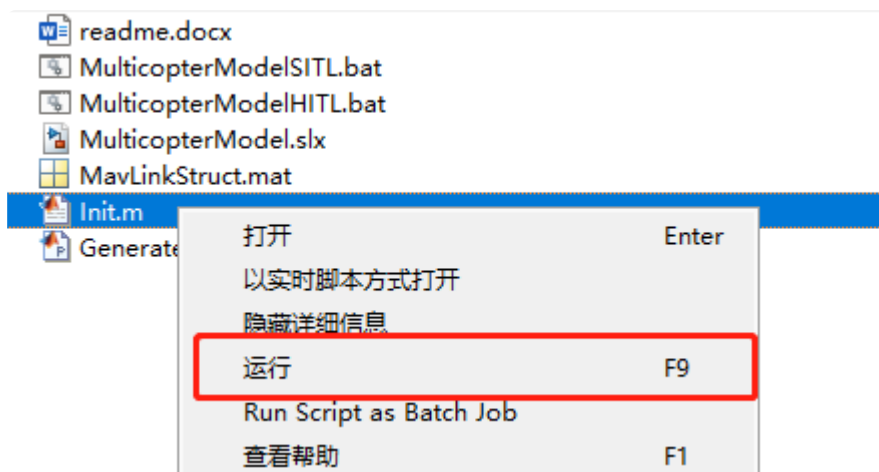 readme.docx
MulticopterModelSITL.bat
MulticopterModelHITL.bat
MulticopterModel.slx
MavLinkStruct.mat
Init.m
Generate
打开 Enter
以实时脚本方式打开
隐藏详细信息
运行 F9
Run Script as Batch Job
查看帮助 F1